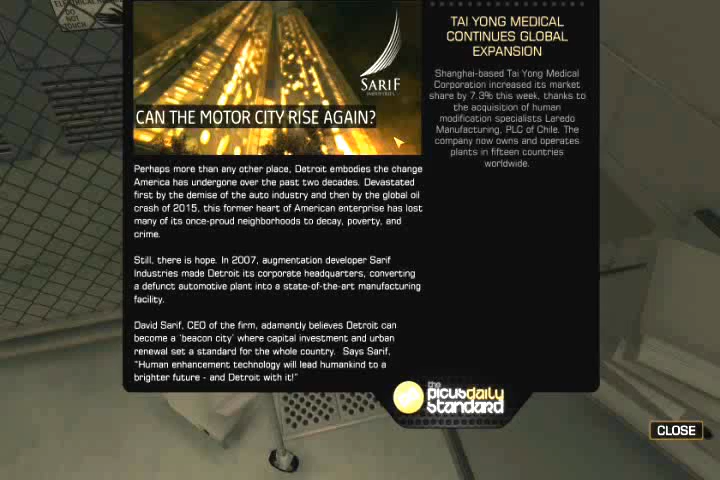 DO NOT
TOUCH
SARIF
CAN THE MOTOR CITY RISE AGAIN?
Perhaps more than any other place, Detroit embodies the change
America has undergone over the past two decades. Devastated
first by the demise of the auto industry and then by the global oil
crash of 2015, this former heart of American enterprise has lost
many of its once-proud neighborhoods to decay, poverty, and
crime.
Still, there is hope. In 2007, augmentation developer Sarif
Industries made Detroit its corporate headquarters, converting
a defunct automotive plant into a state-of-the-art manufacturing
facility.
David Sarif, CEO of the firm, adamantly believes Detroit can
become a 'beacon city' where capital investment and urban
renewal set a standard for the whole country. Says Sarif,
"Human enhancement technology will lead humankind to a
brighter future - and Detroit with it!"
TAI YONG MEDICAL
CONTINUES GLOBAL
EXPANSION
Shanghai-based Tai Yong Medical
Corporation increased its market
share by 7.3% this week, thanks to
the acquisition of human
modification specialists Laredo
Manufacturing, PLC of Chile. The
company now owns and operates
plants in fifteen countries
worldwide.
the
picusdaily
standard
CLOSE